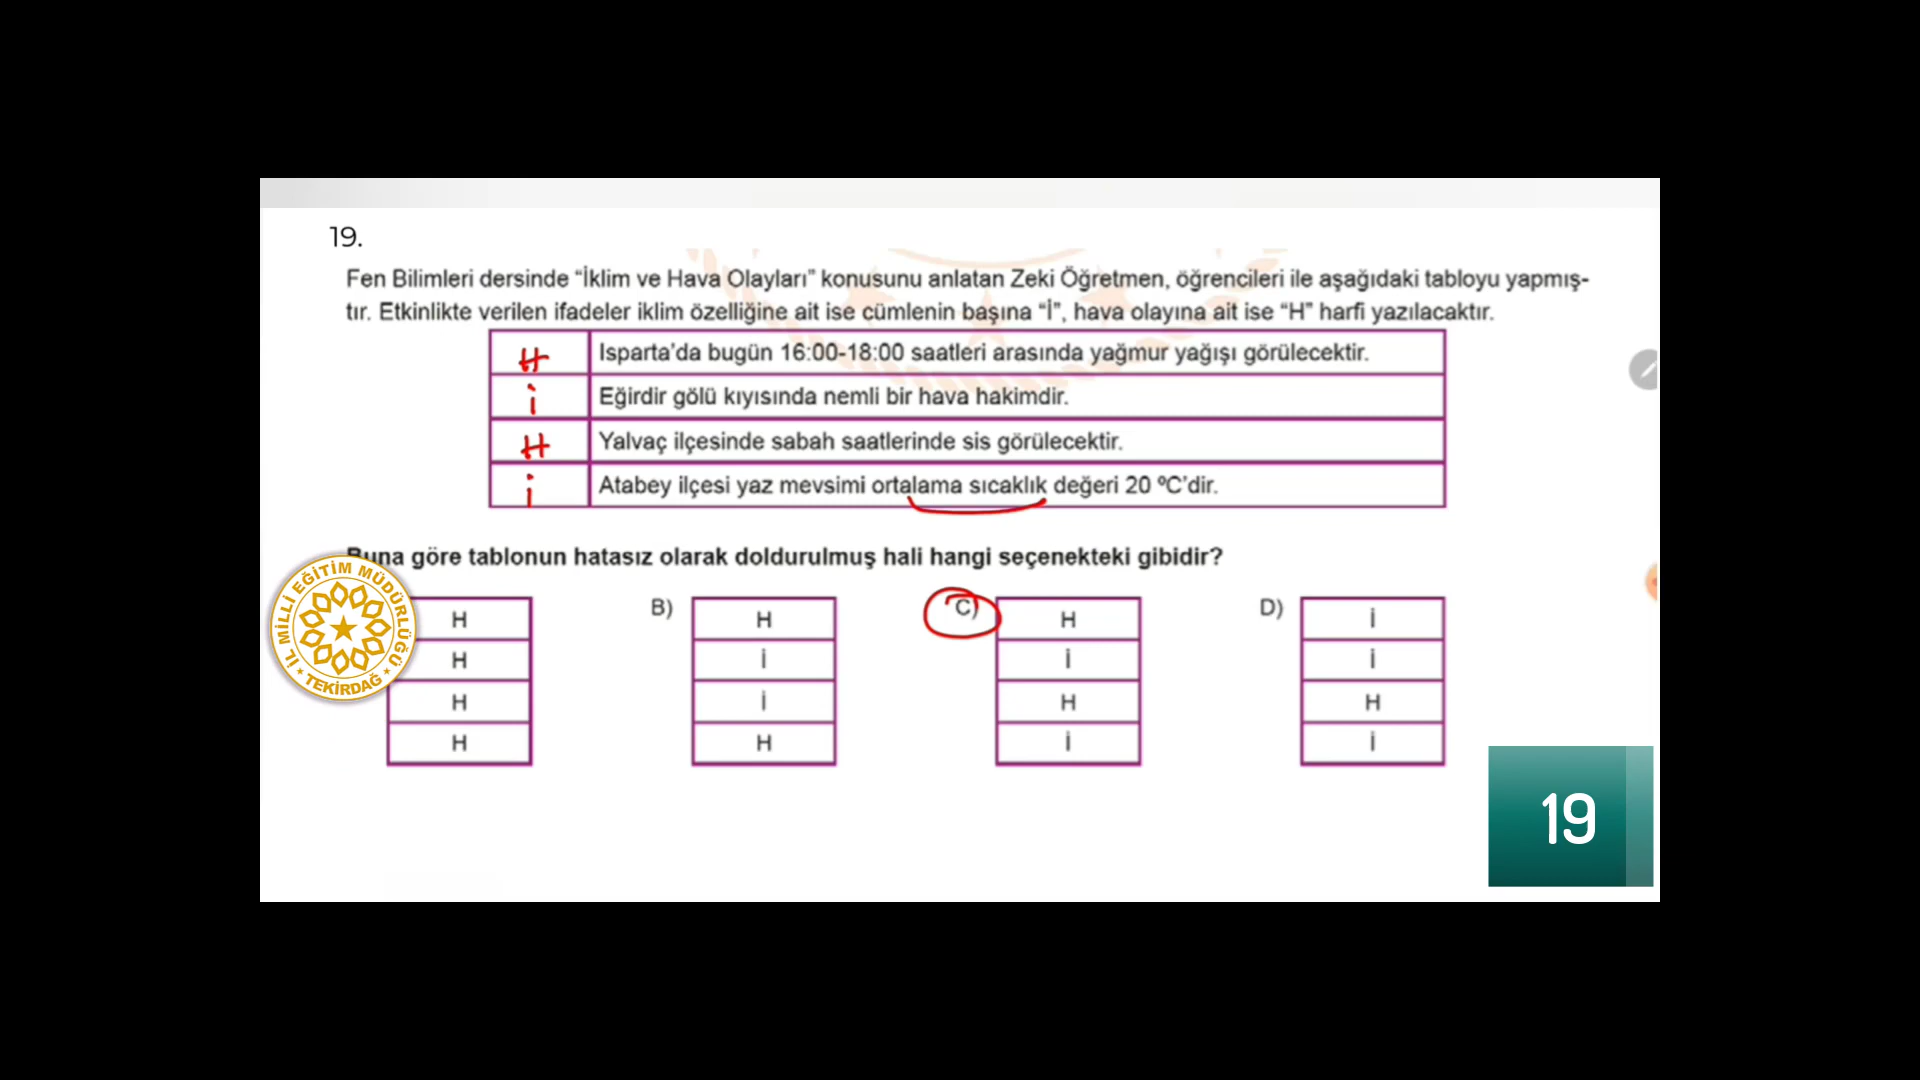 19.
Fen Bilimleri dersinde “İklim ve Hava Olayları” konusunu anlatan Zeki Öğretmen, öğrencileri ile aşağıdaki tabloyu yapmış-
tır. Etkinlikte verilen ifadeler iklim özelliğine ait ise cümlenin başına “İ”, hava olayına ait ise “H” harfi yazılacaktır.
H Isparta’da bugün 16:00-18:00 saatleri arasında yağmur yağışı görülecektir.
i Eğirdir gölü kıyısında nemli bir hava hakimdir.
H Yalvaç ilçesinde sabah saatlerinde sis görülecektir.
i Atabey ilçesi yaz mevsimi ortalama sıcaklık değeri 20 ºC’dir.
Buna göre tablonun hatasız olarak doldurulmuş hali hangi seçenekteki gibidir?
H B) H C) H D) İ
H İ İ İ
H İ H H
H H İ İ
İL MİLLİ EĞİTİM MÜDÜRLÜĞÜ
TEKİRDAĞ
19